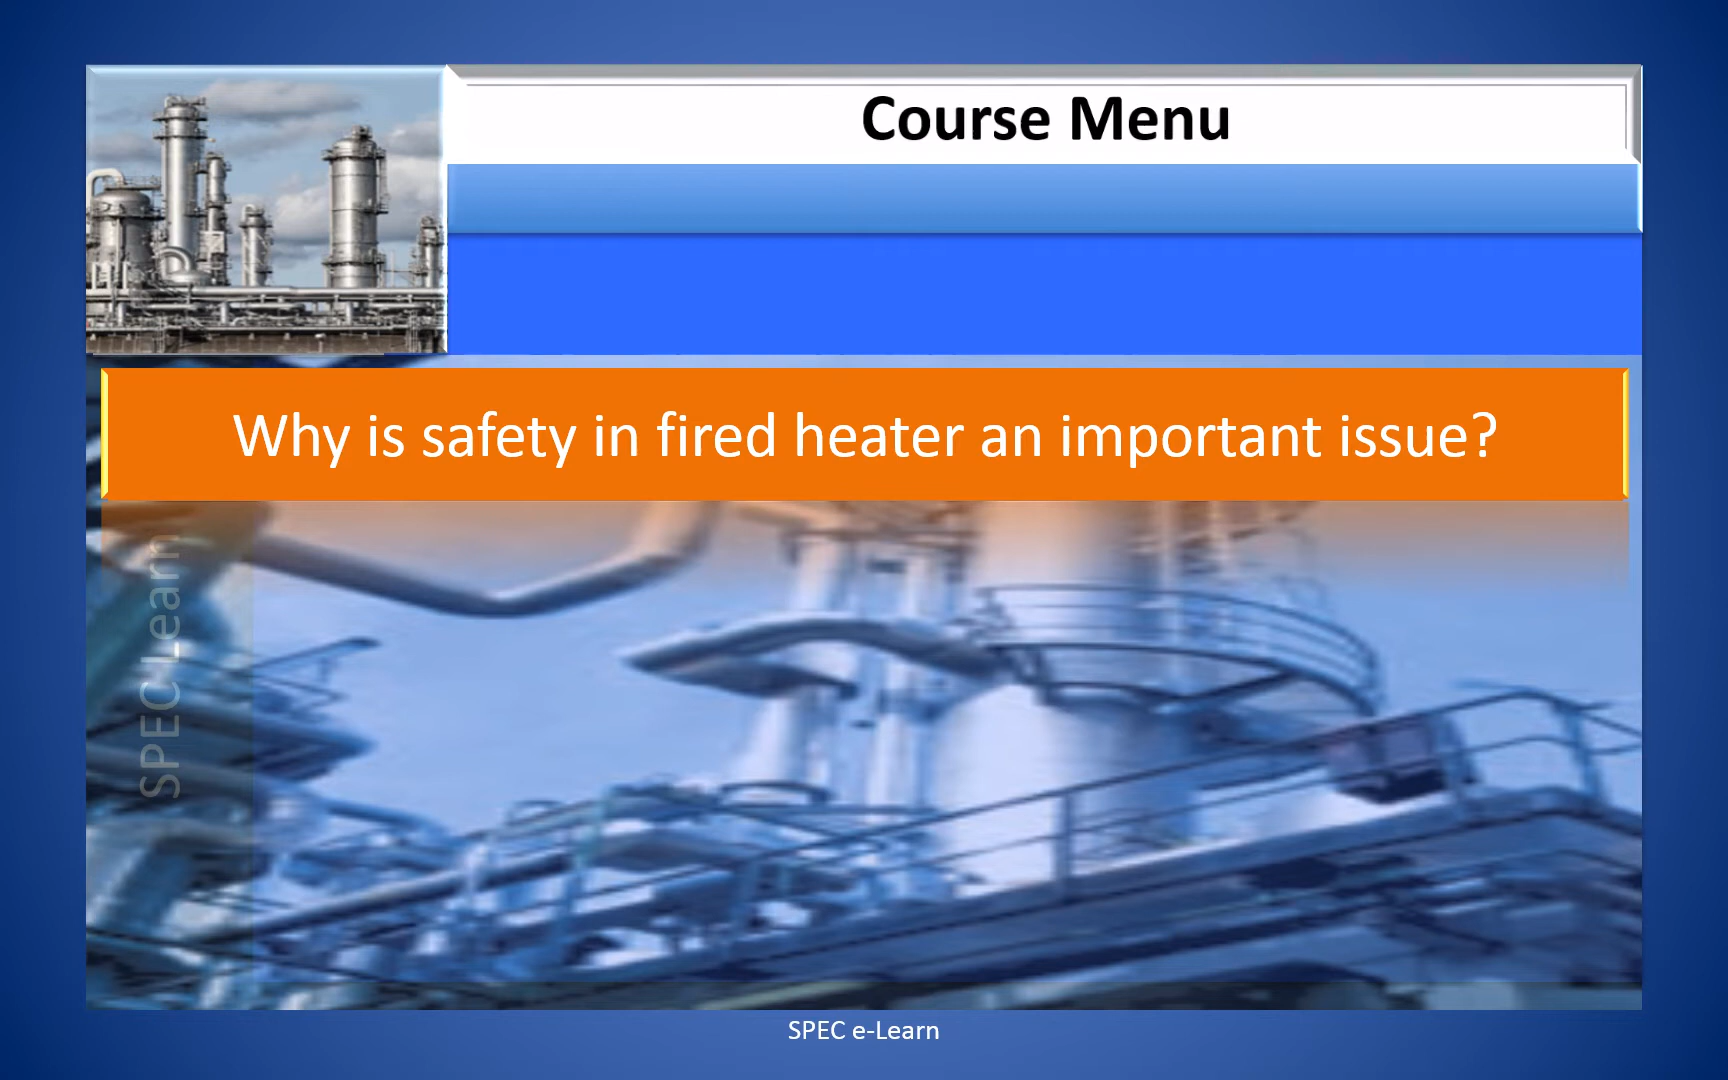 Course Menu
Why is safety in fired heater an important issue?
SPEC Learn
SPEC e-Learn